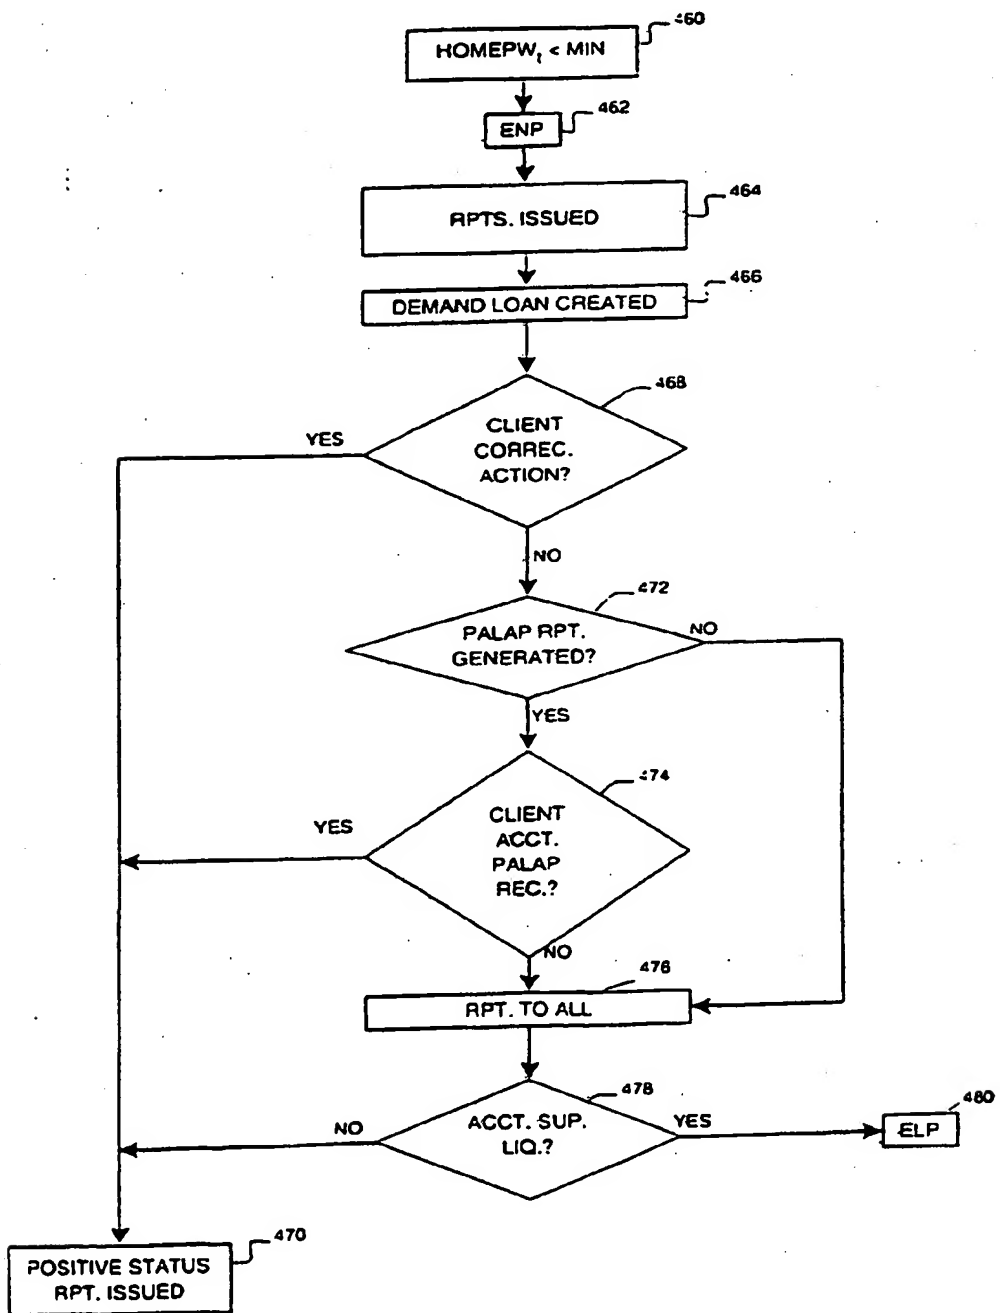 460
HOMEPWt < MIN
462
ENP
464
RPTS. ISSUED
466
DEMAND LOAN CREATED
468
CLIENT
CORREC.
ACTION?
YES
NO
472
PALAP RPT.
GENERATED?
NO
YES
474
CLIENT
ACCT.
PALAP
REC.?
YES
NO
476
RPT. TO ALL
478
ACCT. SUP.
LIQ.?
NO
YES
480
ELP
470
POSITIVE STATUS
RPT. ISSUED